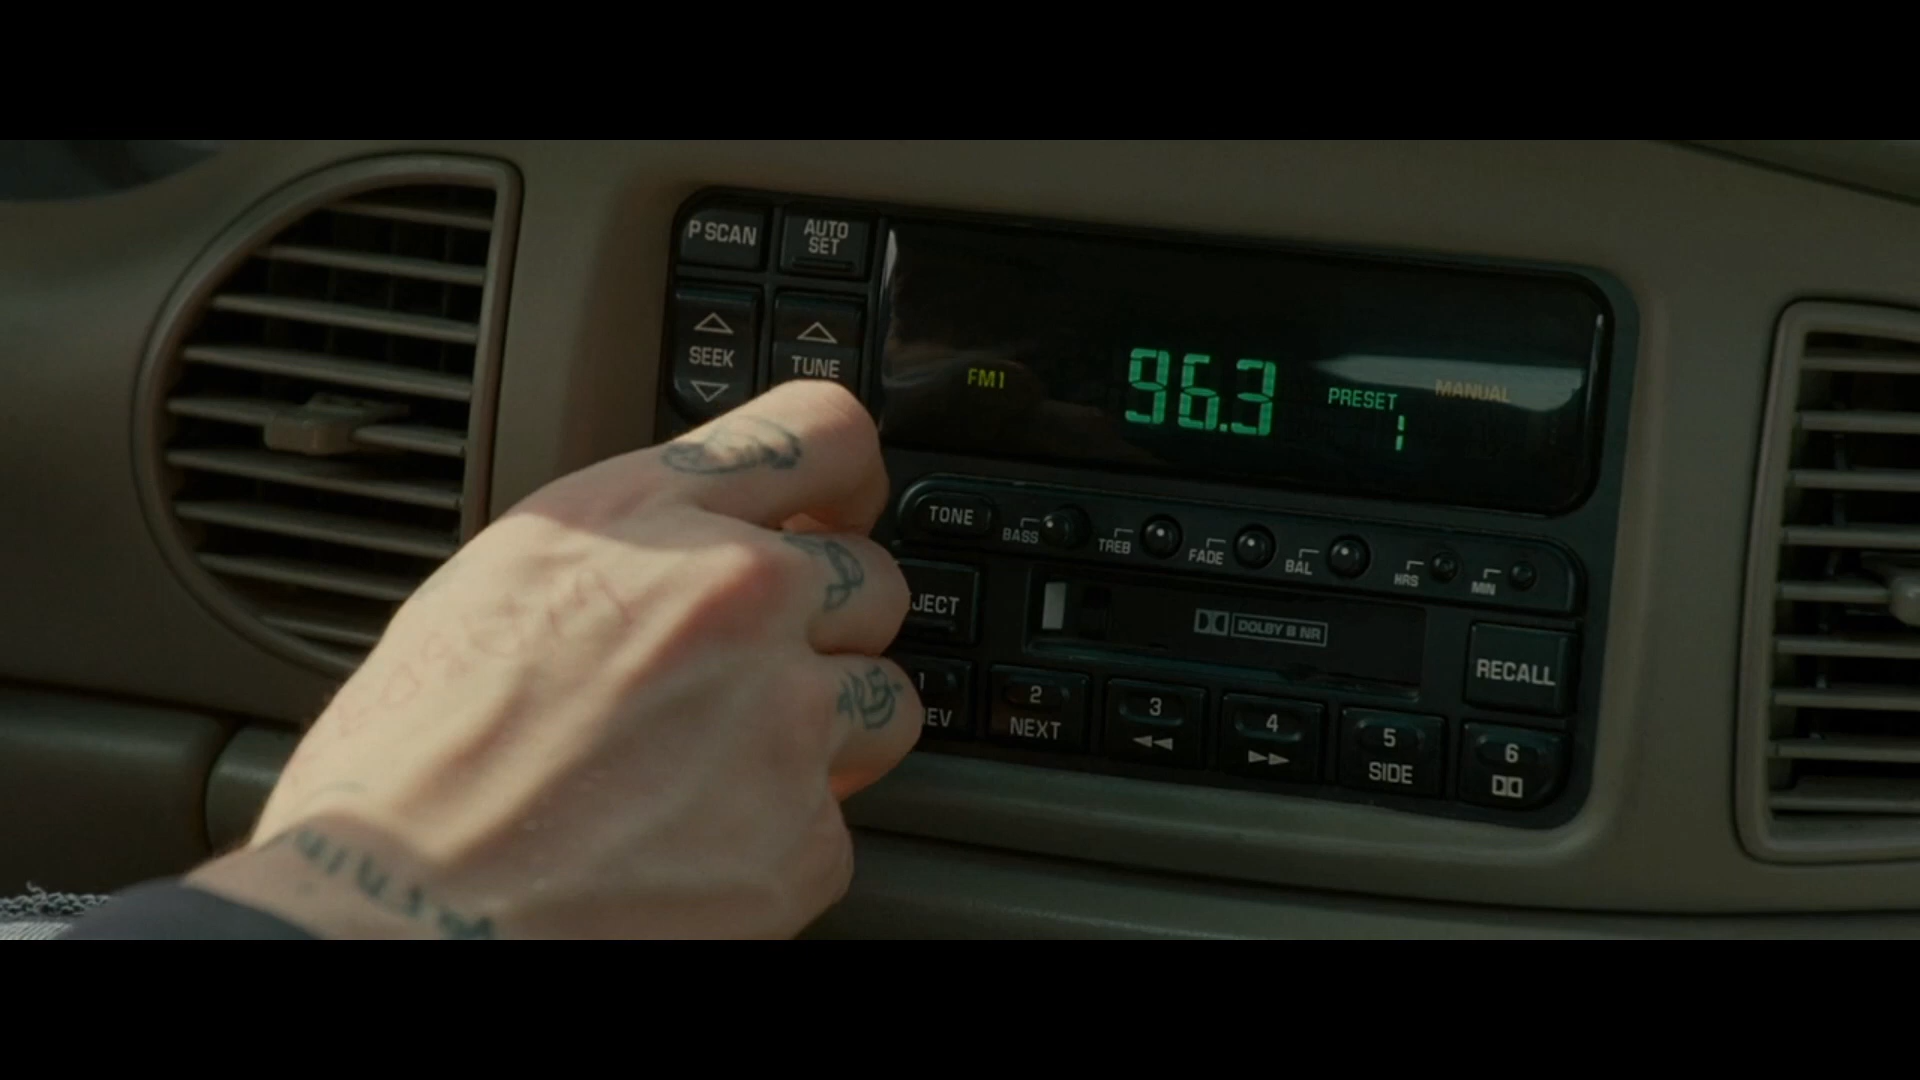 P SCAN
AUTO
SET
SEEK
TUNE
FM1
96.3
PRESET
1
MANUAL
TONE
BASS
TREB
FADE
BAL
HRS
MIN
JECT
DOLBY B NR
RECALL
1
EV
2
NEXT
3
4
5
SIDE
6